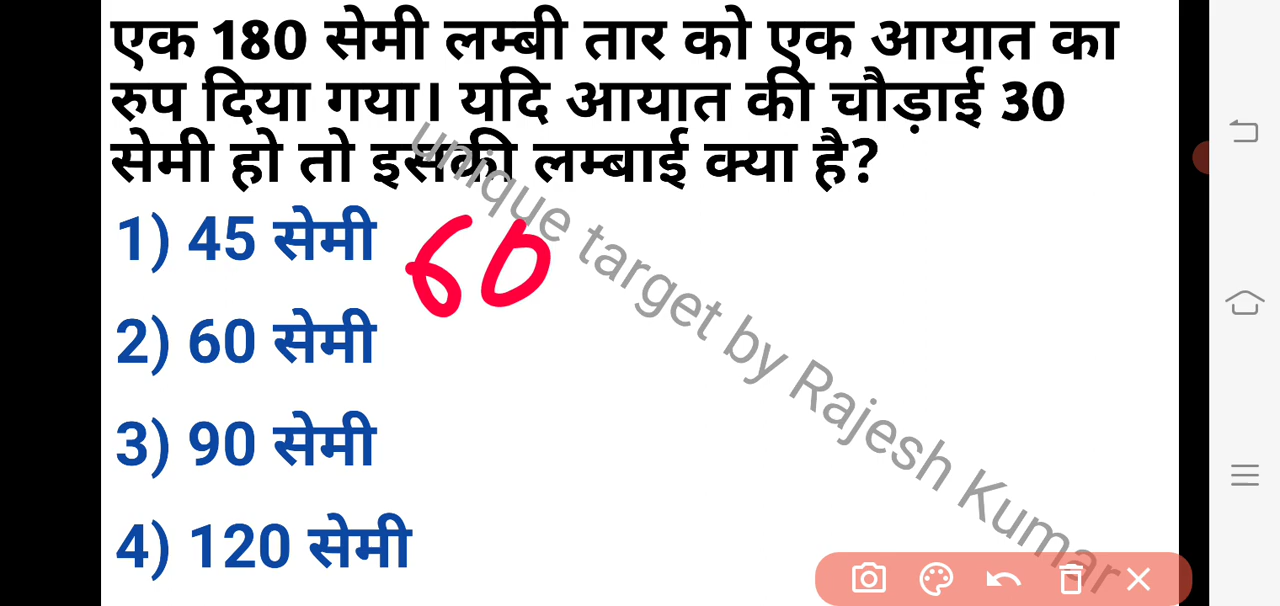 एक 180 सेमी लम्बी तार को एक आयात का
रुप दिया गया। यदि आयात की चौड़ाई 30
सेमी हो तो इसकी लम्बाई क्या है?
1) 45 सेमी
60
2) 60 सेमी
3) 90 सेमी
4) 120 सेमी
unique target by Rajesh Kumar